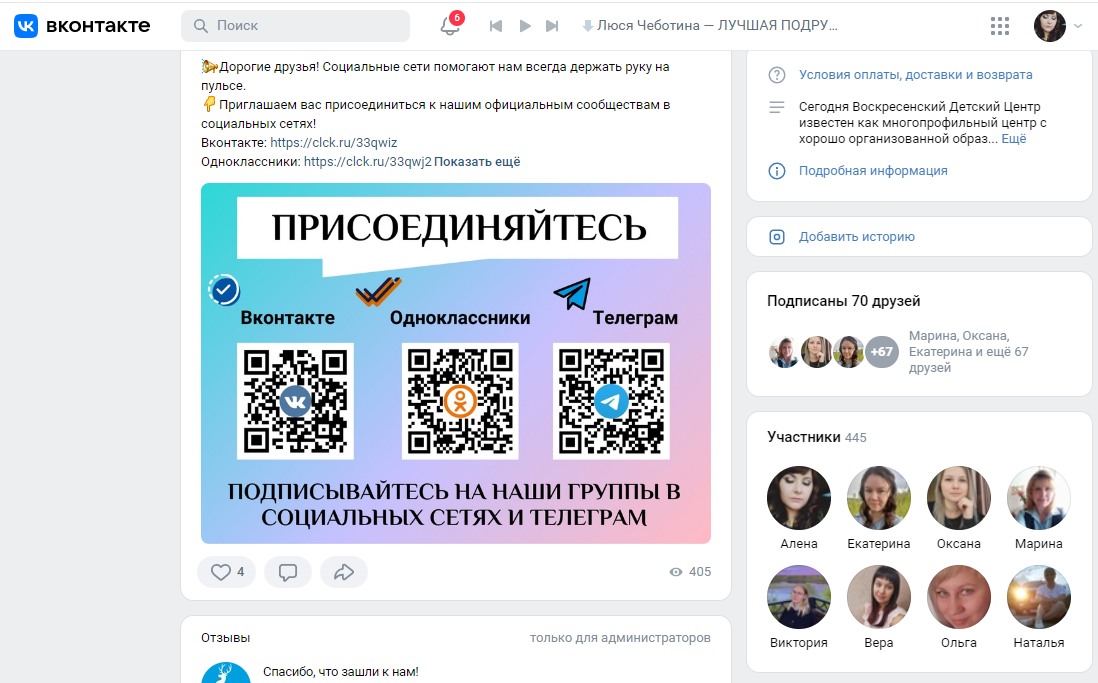 вконтакте
Поиск
6
Люся Чеботина — ЛУЧШАЯ ПОДРУ...
Дорогие друзья! Социальные сети помогают нам всегда держать руку на
пульсе.
Приглашаем вас присоединиться к нашим официальным сообществам в
социальных сетях!
Вконтакте: https://clck.ru/33qwiz
Одноклассники: https://clck.ru/33qwj2 Показать ещё
ПРИСОЕДИНЯЙТЕСЬ
Вконтакте
Одноклассники
Телеграм
ПОДПИСЫВАЙТЕСЬ НА НАШИ ГРУППЫ В
СОЦИАЛЬНЫХ СЕТЯХ И ТЕЛЕГРАМ
4
405
Отзывы
только для администраторов
Спасибо, что зашли к нам!
Условия оплаты, доставки и возврата
Сегодня Воскресенский Детский Центр
известен как многопрофильный центр с
хорошо организованной образ... Ещё
Подробная информация
Добавить историю
Подписаны 70 друзей
+67
Марина, Оксана,
Екатерина и ещё 67
друзей
Участники 445
Алена
Екатерина
Оксана
Марина
Виктория
Вера
Ольга
Наталья